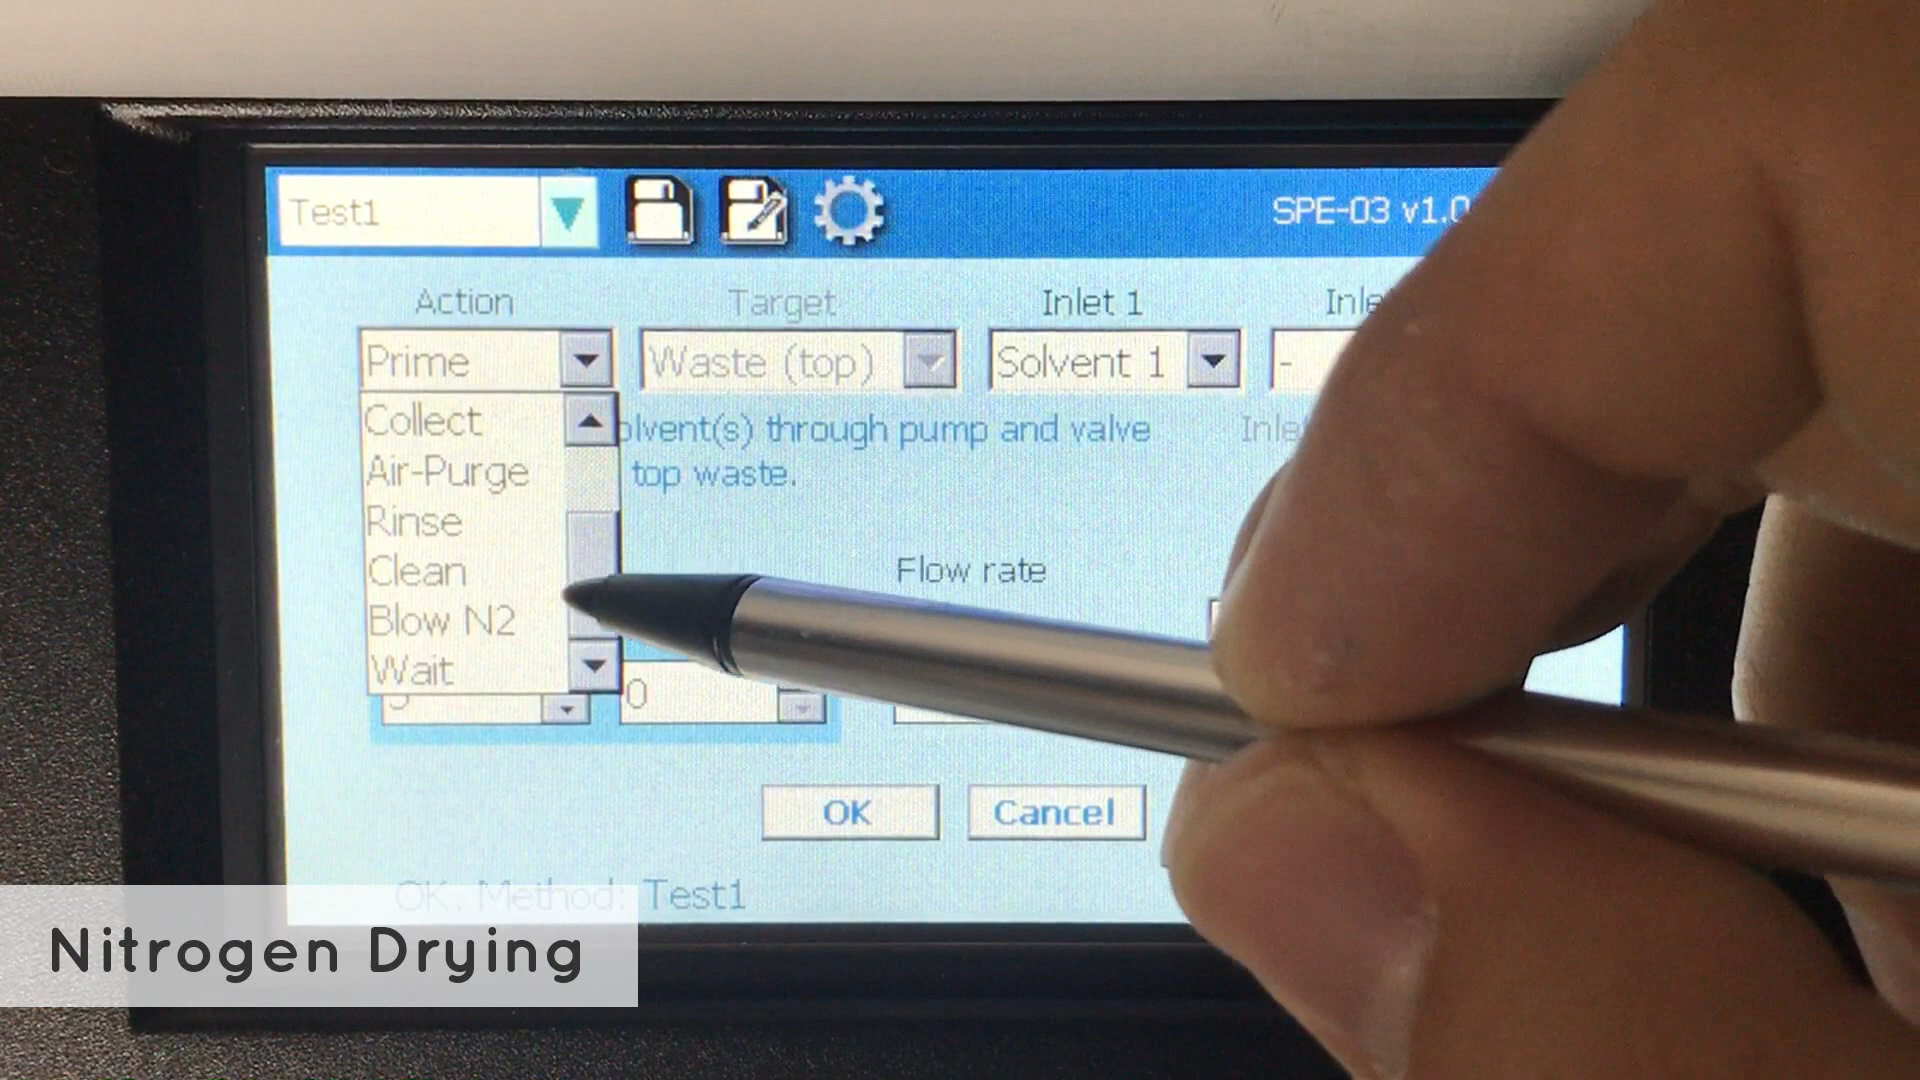 Test1
SPE-03 v1.0
Action
Target
Inlet 1
Prime
Waste (top)
Solvent 1
-
Collect
Air-Purge
Rinse
Clean
Blow N2
Wait
through pump and valve
top waste.
Flow rate
0
OK
Cancel
OK. Method: Test1
Nitrogen Drying